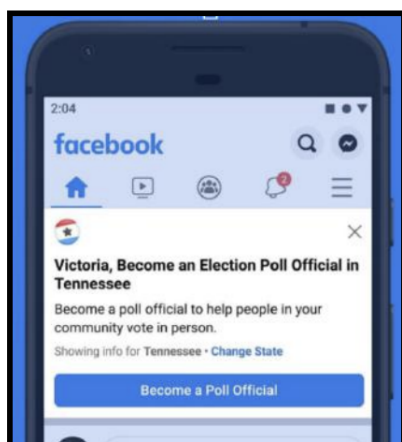 2:04
facebook
2
Victoria, Become an Election Poll Official in
Tennessee
Become a poll official to help people in your
community vote in person.
Showing info for Tennessee • Change State
Become a Poll Official